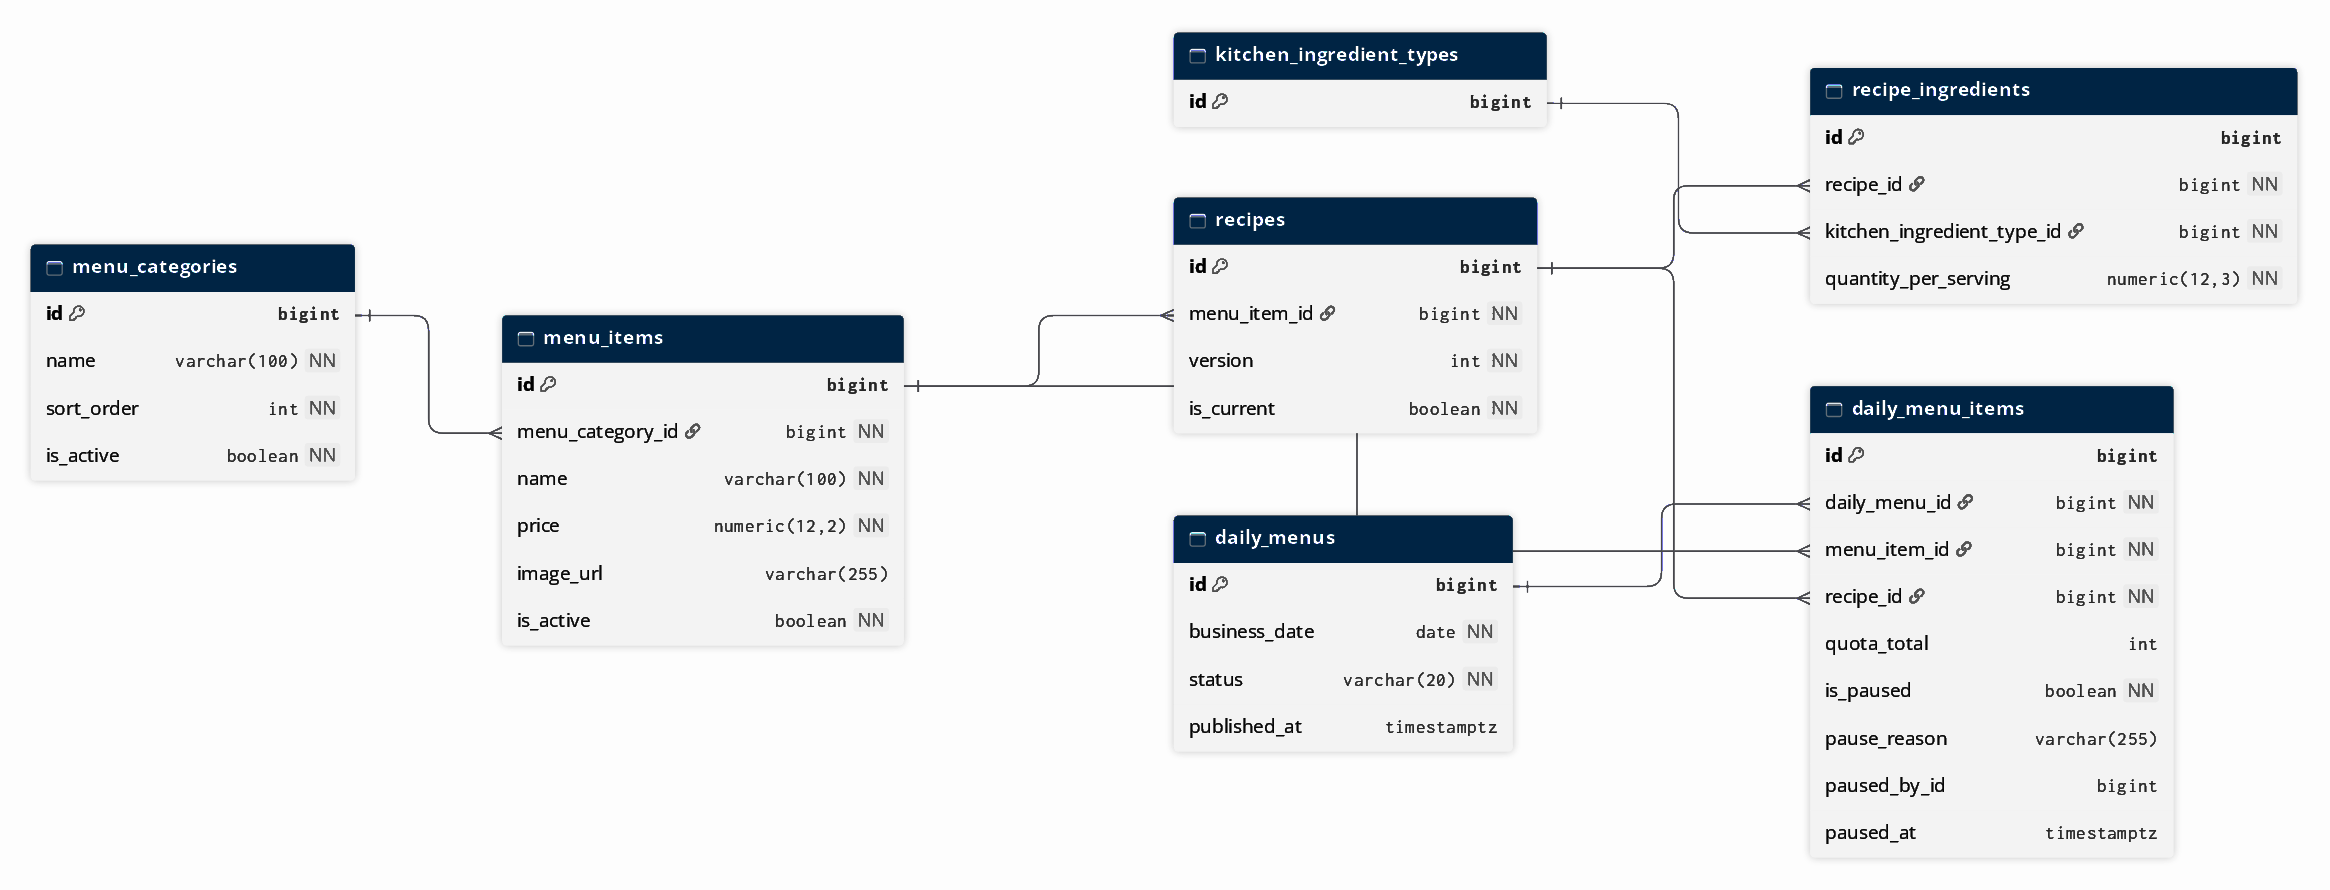 kitchen_ingredient_types
id bigint
recipe_ingredients
id bigint
recipe_id bigint NN
kitchen_ingredient_type_id bigint NN
quantity_per_serving numeric(12,3) NN
recipes
id bigint
menu_item_id bigint NN
version int NN
is_current boolean NN
menu_categories
id bigint
name varchar(100) NN
sort_order int NN
is_active boolean NN
menu_items
id bigint
menu_category_id bigint NN
name varchar(100) NN
price numeric(12,2) NN
image_url varchar(255)
is_active boolean NN
daily_menus
id bigint
business_date date NN
status varchar(20) NN
published_at timestamptz
daily_menu_items
id bigint
daily_menu_id bigint NN
menu_item_id bigint NN
recipe_id bigint NN
quota_total int
is_paused boolean NN
pause_reason varchar(255)
paused_by_id bigint
paused_at timestamptz